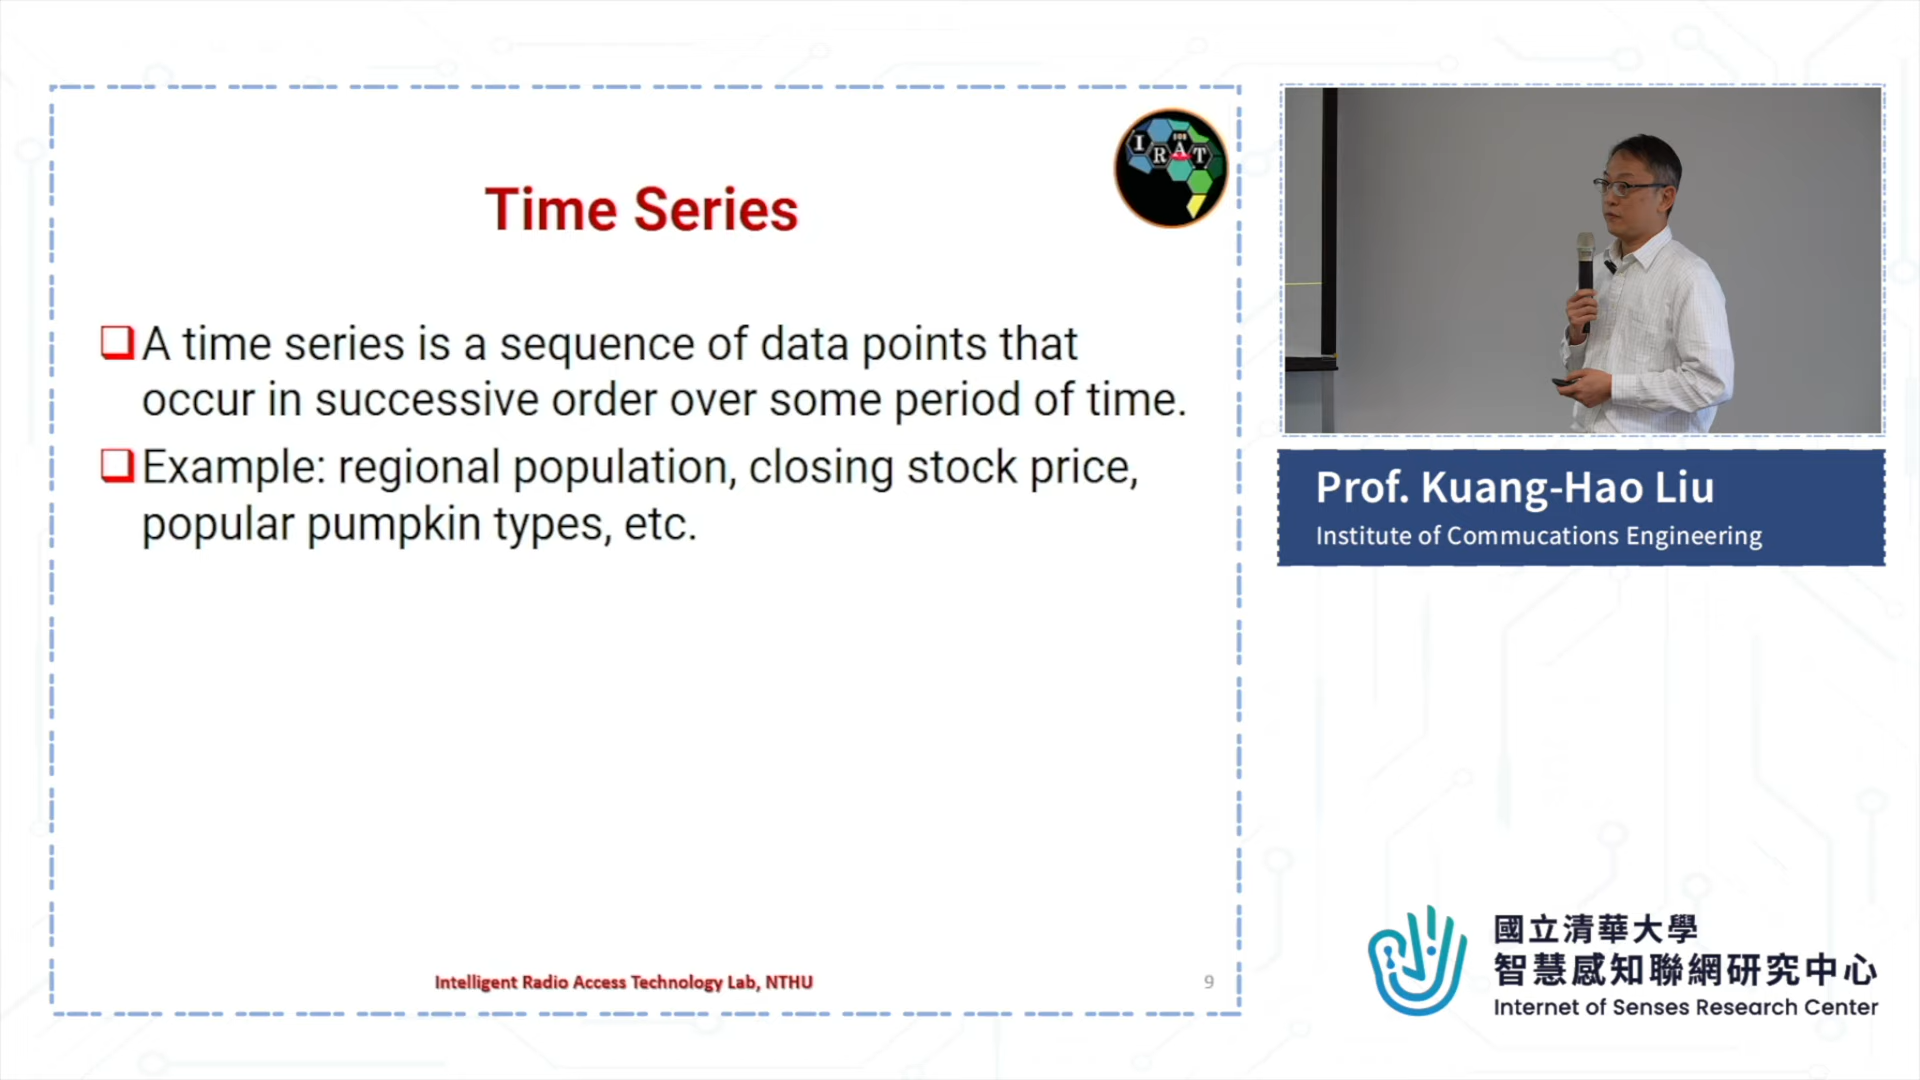 IRAT
Time Series
A time series is a sequence of data points that
occur in successive order over some period of time.
Example: regional population, closing stock price,
popular pumpkin types, etc.
Intelligent Radio Access Technology Lab, NTHU
9
Prof. Kuang-Hao Liu
Institute of Commucations Engineering
國立清華大學
智慧感知聯網研究中心
Internet of Senses Research Center